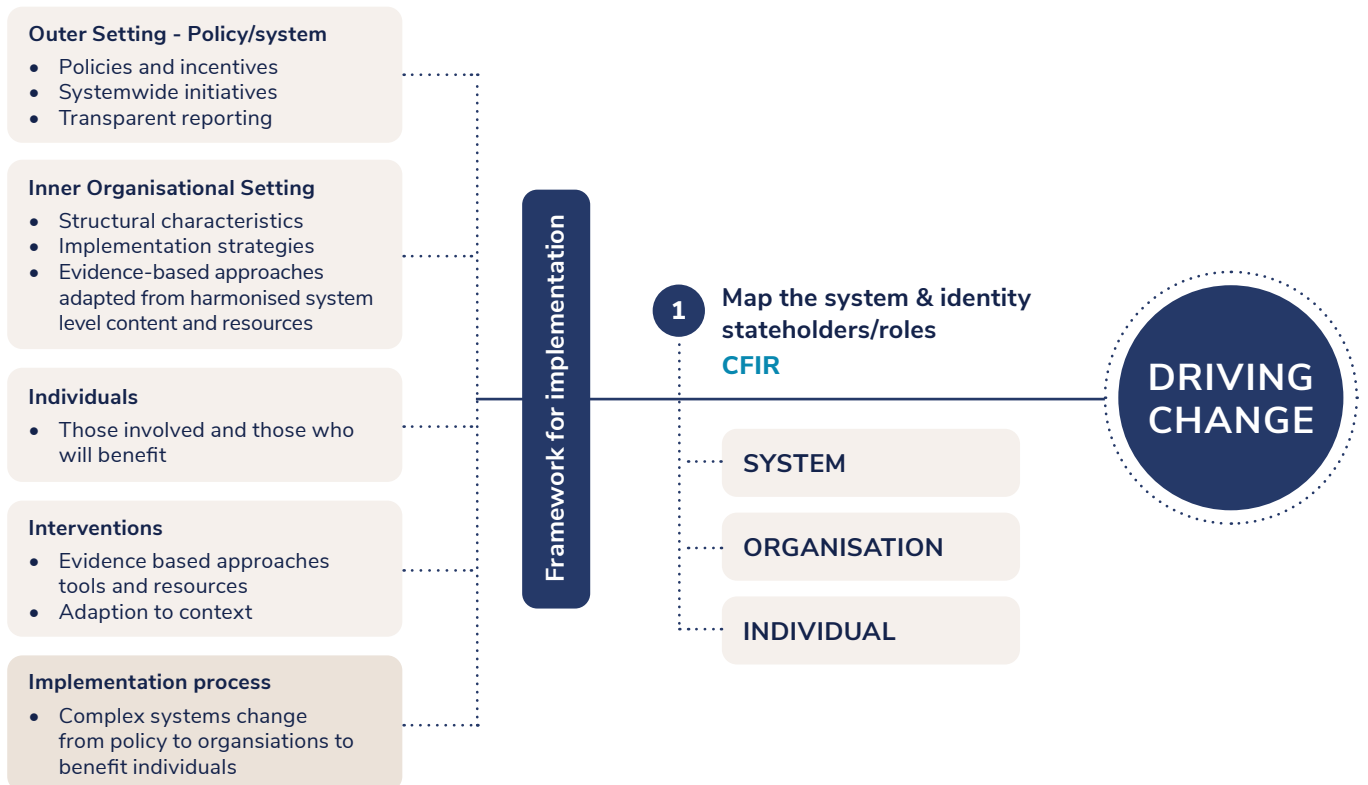 Outer Setting - Policy/system
• Policies and incentives
• Systemwide initiatives
• Transparent reporting
Inner Organisational Setting
• Structural characteristics
• Implementation strategies
• Evidence-based approaches
adapted from harmonised system
level content and resources
Individuals
• Those involved and those who
will benefit
Interventions
• Evidence based approaches
tools and resources
• Adaption to context
Implementation process
• Complex systems change
from policy to organsiations to
benefit individuals
Framework for implementation
1
Map the system & identity
stateholders/roles
CFIR
SYSTEM
ORGANISATION
INDIVIDUAL
DRIVING
CHANGE